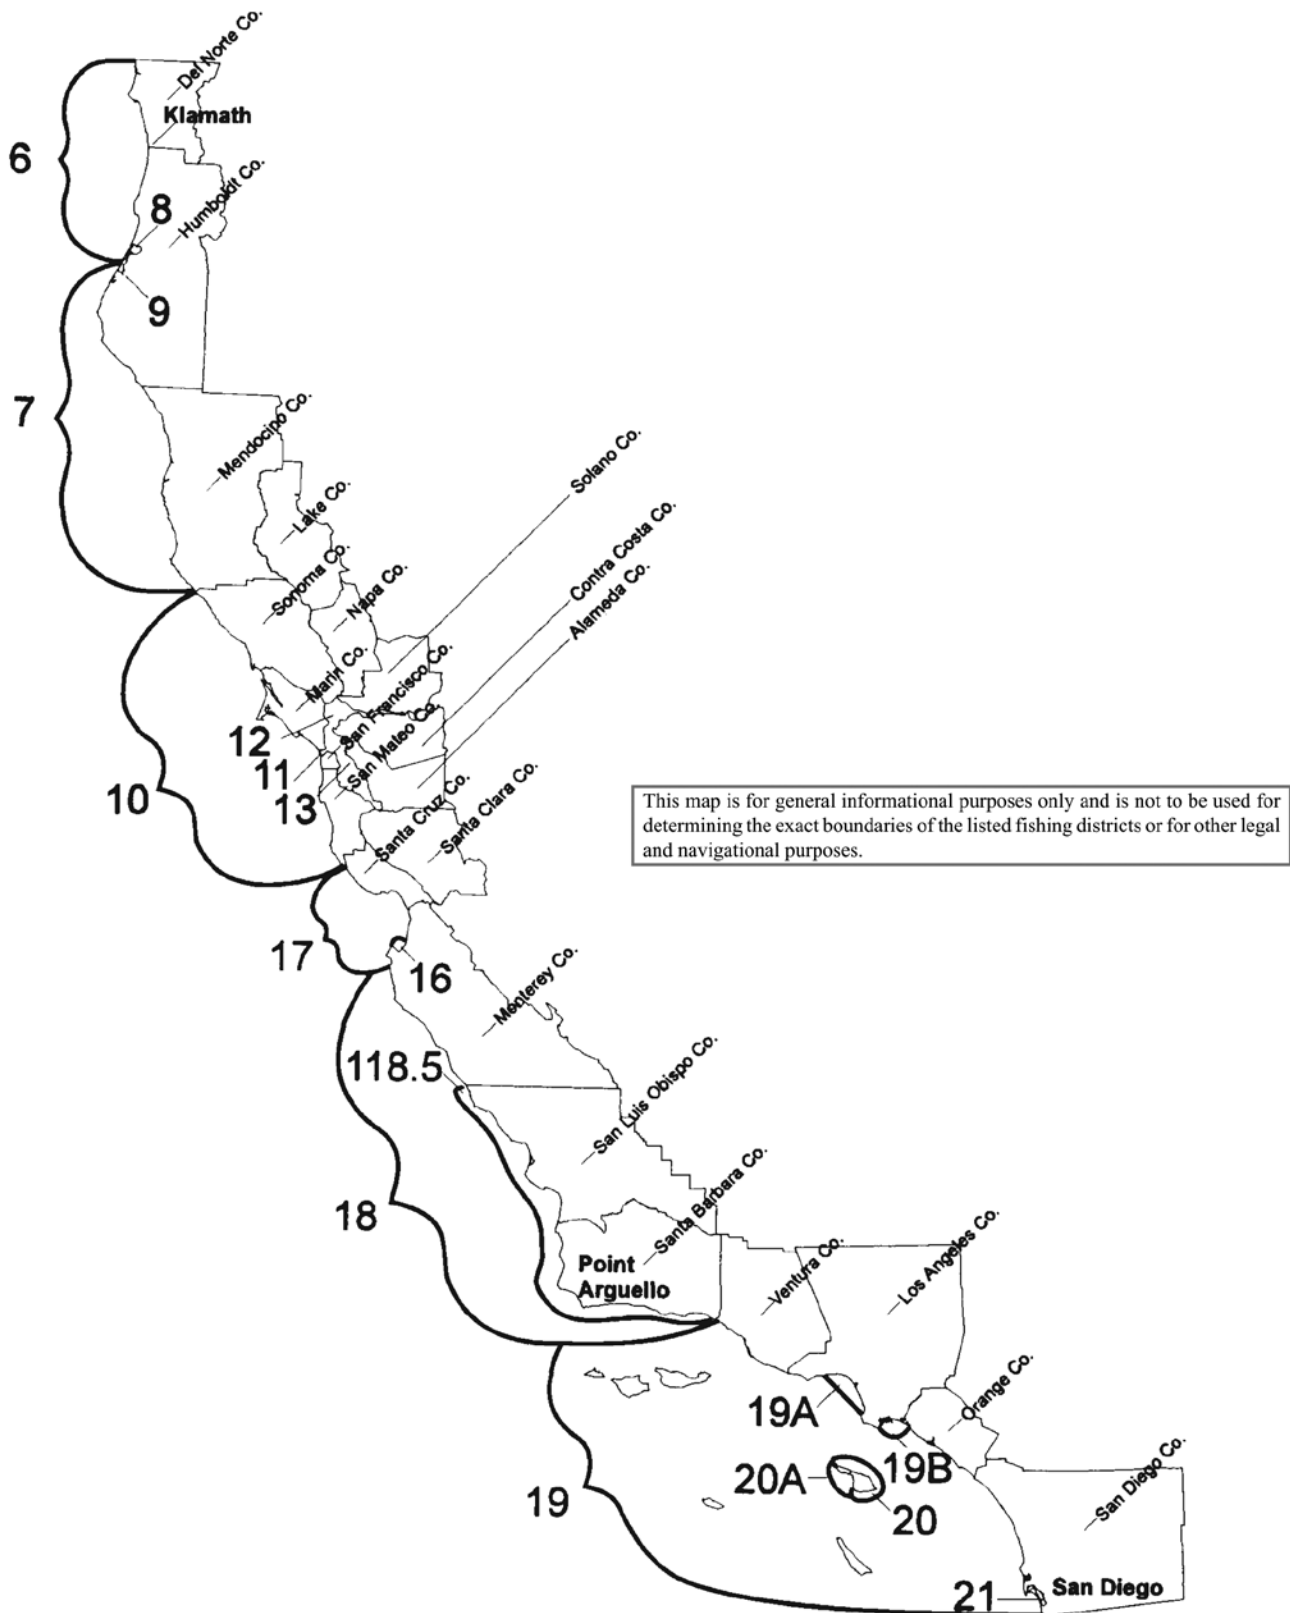 Del Norte Co.
Klamath
6
Humboldt Co.
8
9
7
Mendocipo Co.
Solano Co.
Lake Co.
Contra Costa Co.
Sonoma Co.
Napa Co.
Alameda Co.
Marin Co.
San Francisco Co.
12
San Mateo Co.
11
10
13
Santa Cruz Co.
Santa Clara Co.
This map is for general informational purposes only and is not to be used for
determining the exact boundaries of the listed fishing districts or for other legal
and navigational purposes.
17
16
Monterey Co.
118.5
San Luis Obispo Co.
18
Santa Barbara Co.
Point
Arguello
Ventura Co.
Los Angeles Co.
Orange Co.
19A
19B
20A
20
19
San Diego Co.
21
San Diego